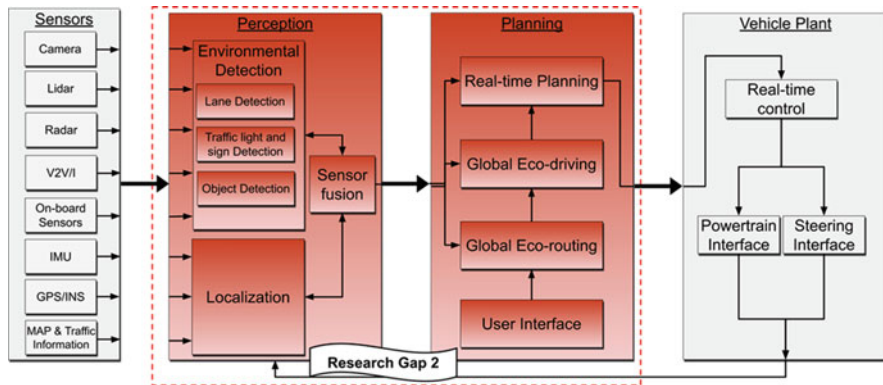 Sensors
Camera
Lidar
Radar
V2V/I
On-board
Sensors
IMU
GPS/INS
MAP & Traffic
Information
Perception
Environmental
Detection
Lane Detection
Traffic light and
sign Detection
Object Detection
Sensor
fusion
Localization
Planning
Real-time Planning
Global Eco-driving
Global Eco-routing
User Interface
Vehicle Plant
Real-time
control
Powertrain
Interface
Steering
Interface
Research Gap 2